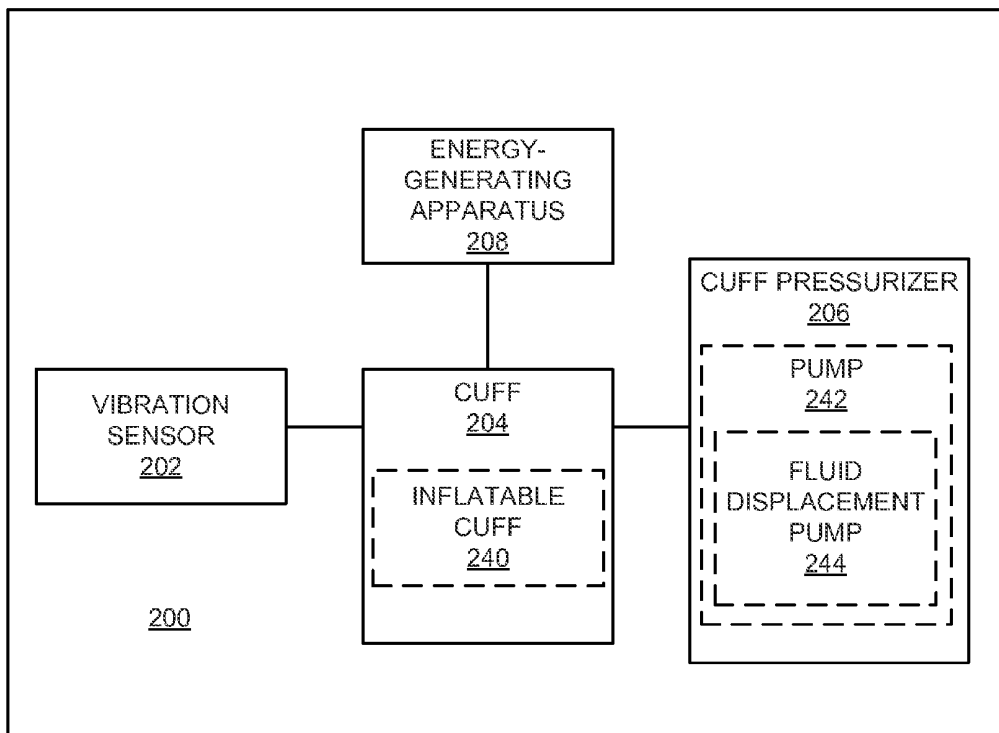 ENERGY-
GENERATING
APPARATUS
208
CUFF PRESSURIZER
206
PUMP
242
FLUID
DISPLACEMENT
PUMP
244
VIBRATION
SENSOR
202
CUFF
204
INFLATABLE
CUFF
240
200